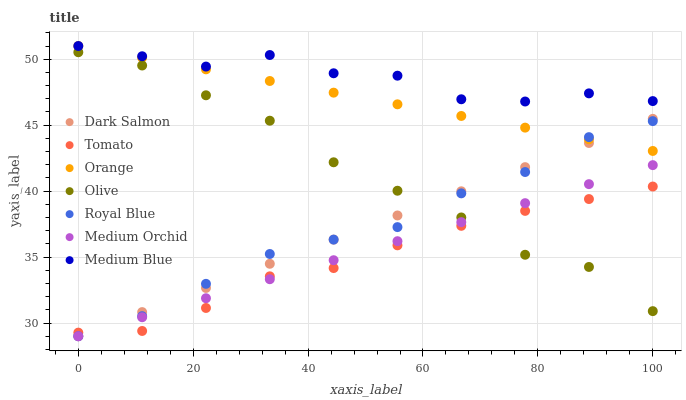 title
yaxis_label
50
45
40
35
30
Dark Salmon
Tomato
Orange
Olive
Royal Blue
Medium Orchid
Medium Blue
0
20
40
60
80
100
xaxis_label